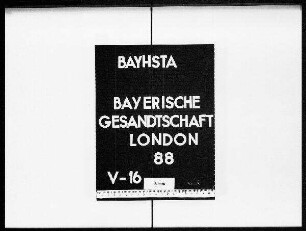 BAYHSTA
BAYERISCHE
GESANDTSCHAFT
LONDON
88
V-16